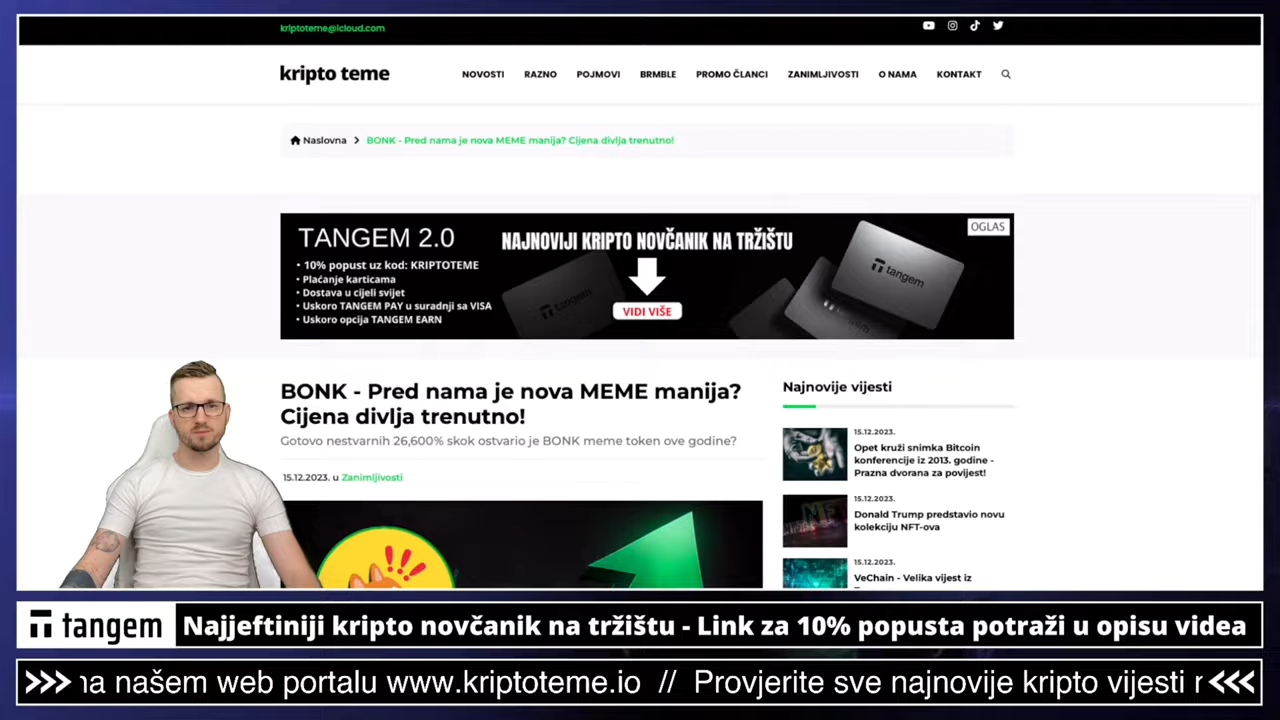 kriptoteme@icloud.com
kripto teme
NOVOSTI RAZNO POJMOVI BRMBLE PROMO ČLANCI ZANIMLJIVOSTI O NAMA KONTAKT
Naslovna > BONK - Pred nama je nova MEME manija? Cijena divlja trenutno!
TANGEM 2.0
• 10% popust uz kod: KRIPTOTEME
• Plaćanje karticama
• Dostava u cijeli svijet
• Uskoro TANGEM PAY u suradnji sa VISA
• Uskoro opcija TANGEM EARN
NAJNOVIJI KRIPTO NOVČANIK NA TRŽIŠTU
VIDI VIŠE
OGLAS
tangem
tangem
BONK - Pred nama je nova MEME manija?
Cijena divlja trenutno!
Gotovo nestvarnih 26,600% skok ostvario je BONK meme token ove godine?
15.12.2023. u Zanimljivosti
Najnovije vijesti
15.12.2023.
Opet kruži snimka Bitcoin
konferencije iz 2013. godine -
Prazna dvorana za povijest!
15.12.2023.
Donald Trump predstavio novu
kolekciju NFT-ova
15.12.2023.
VeChain - Velika vijest iz
tangem
Najjeftiniji kripto novčanik na tržištu - Link za 10% popusta potraži u opisu videa
na našem web portalu www.kriptoteme.io // Provjerite sve najnovije kripto vijesti